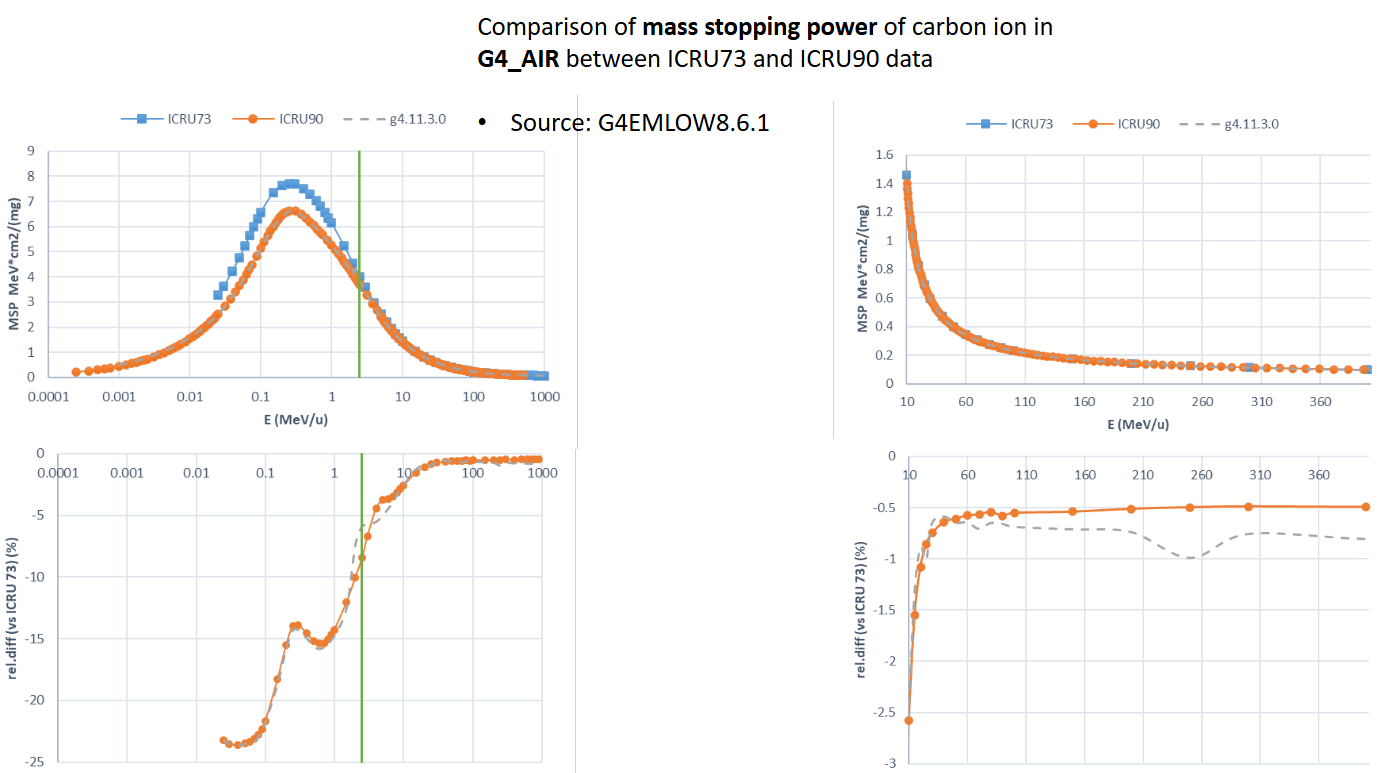 Comparison of mass stopping power of carbon ion in
G4_AIR between ICRU73 and ICRU90 data
• Source: G4EMLOW8.6.1
ICRU73 ICRU90 g4.11.3.0
9
8
7
6
5
4
3
2
1
0
MSP MeV*cm2/(mg)
0.0001 0.001 0.01 0.1 1 10 100 1000
E (MeV/u)
ICRU73 ICRU90 g4.11.3.0
1.6
1.4
1.2
1
0.8
0.6
0.4
0.2
0
MSP MeV*cm2/(mg)
10 60 110 160 210 260 310 360
E (MeV/u)
0
-5
-10
-15
-20
-25
rel.diff (vs ICRU 73) (%)
0.0001 0.001 0.01 0.1 1 10 100 1000
0
-0.5
-1
-1.5
-2
-2.5
-3
rel.diff (vs ICRU 73) (%)
10 60 110 160 210 260 310 360